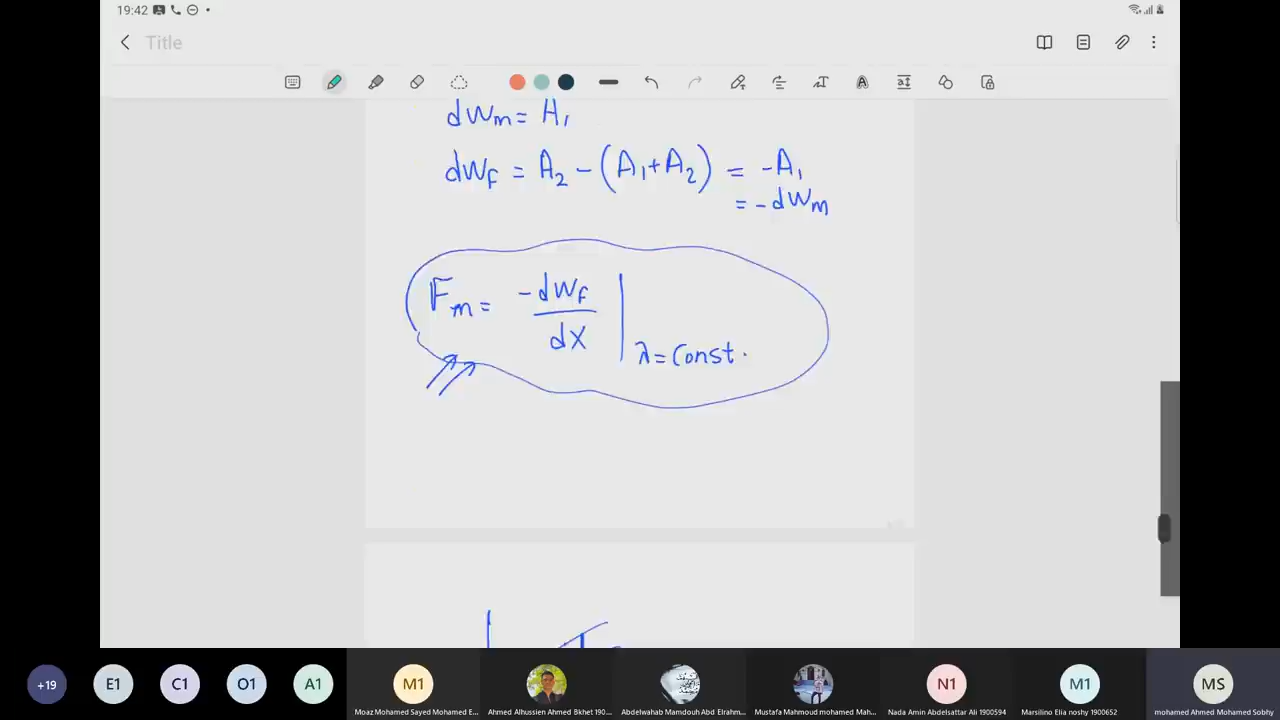 19:42
Title
dWm = A₁
dWf = A₂ - (A₁+A₂) = -A₁
= -dWm
Fm = -dWf / dX | λ = Const.
+19
E1
C1
O1
A1
M1
M1
N1
MS
Moaz Mohamed Sayed Mohamed E...
Ahmed Alhussien Ahmed Bkhet 190...
Abdelwahab Mamdouh Abd Elrahm...
Mustafa Mahmoud mohamed Mah...
Nada Amin Abdelsattar Ali 1900594
Marsilino Elia noshy 1900652
mohamed Ahmed Mohamed Sobhy